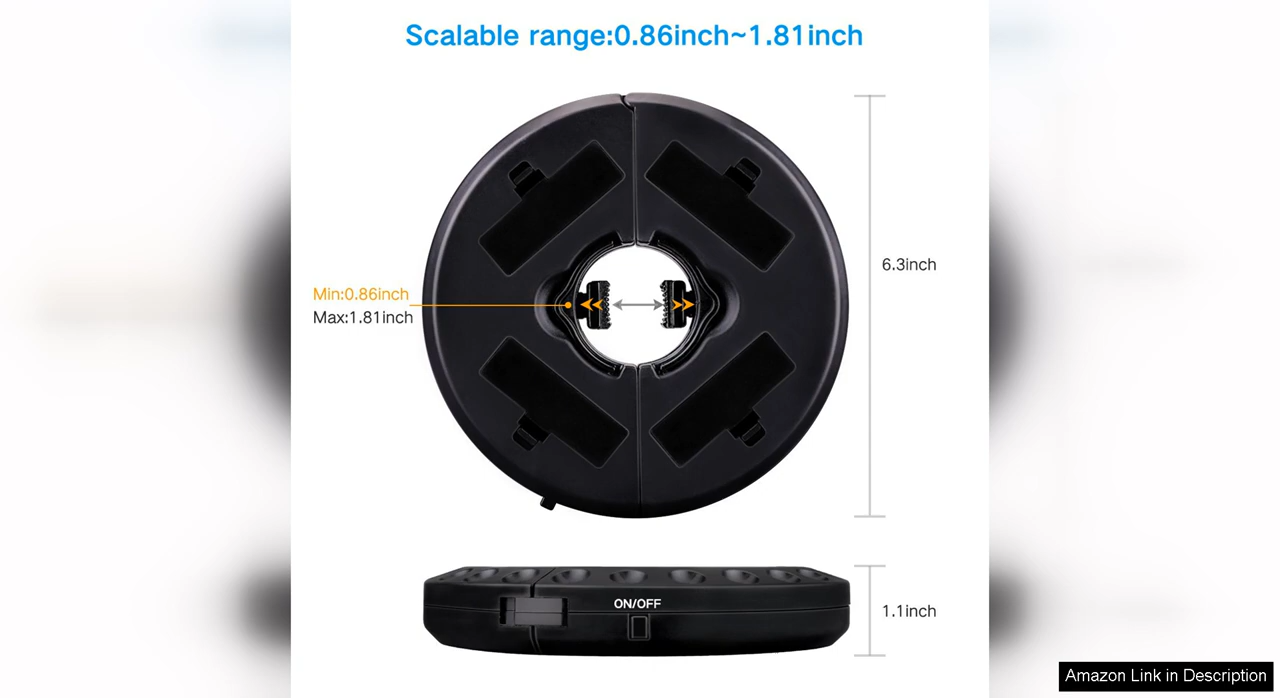 Scalable range:0.86inch~1.81inch
6.3inch
Min:0.86inch
Max:1.81inch
ON/OFF
1.1inch
Amazon Link in Description